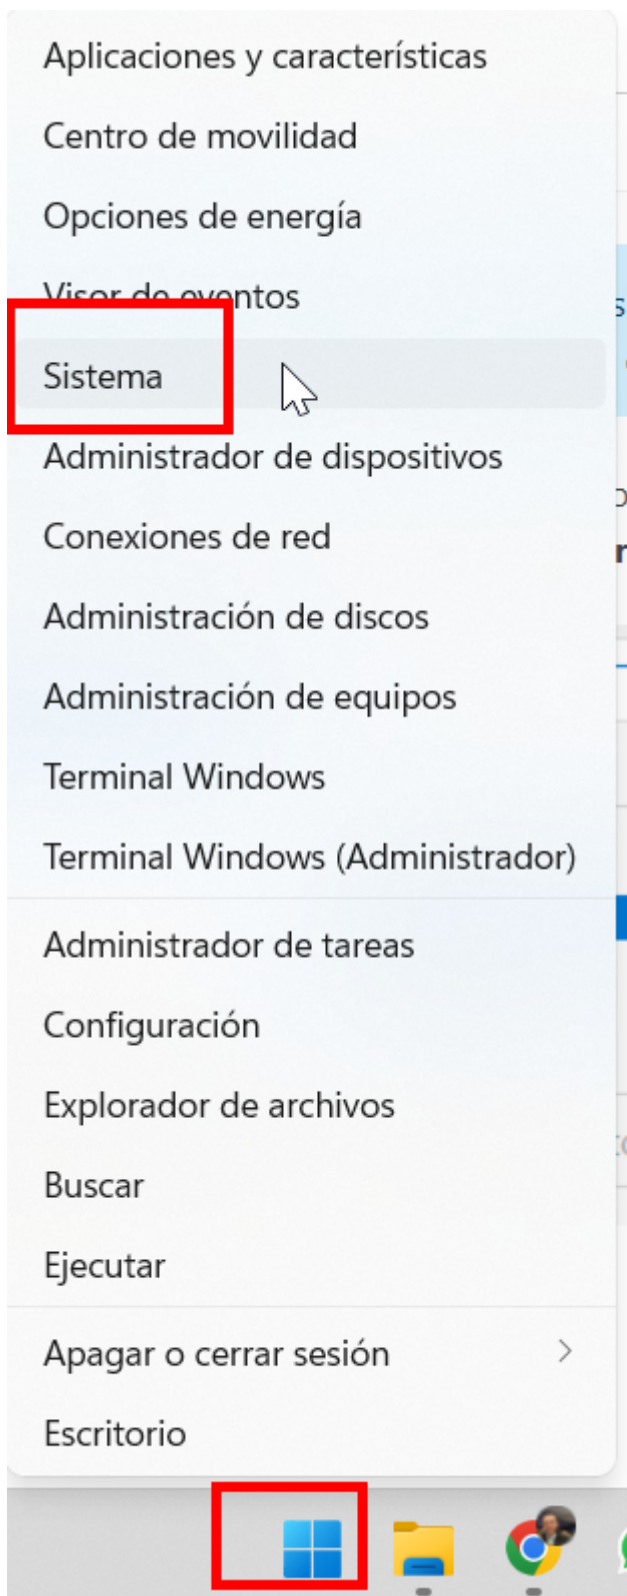 Aplicaciones y características
Centro de movilidad
Opciones de energía
Visor de eventos
Sistema
Administrador de dispositivos
Conexiones de red
Administración de discos
Administración de equipos
Terminal Windows
Terminal Windows (Administrador)
Administrador de tareas
Configuración
Explorador de archivos
Buscar
Ejecutar
Apagar o cerrar sesión
Escritorio